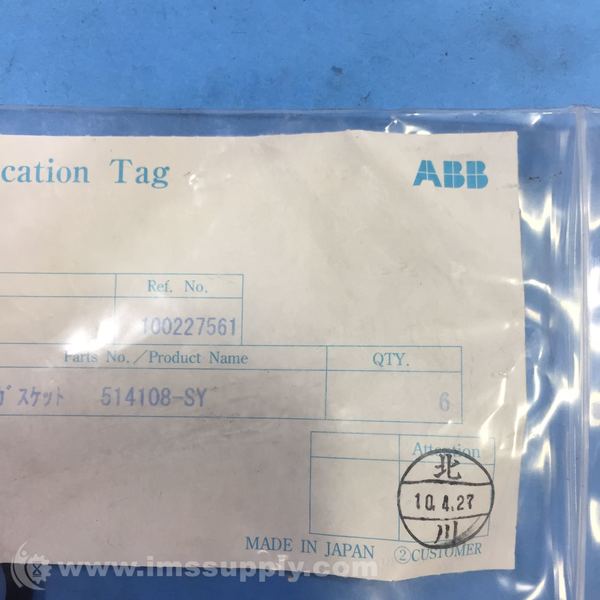 cation Tag
ABB
Ref. No.
100227561
Parts No./Product Name
QTY.
ガスケット 514108-SY
6
Attention
北
10.4.27
川
MADE IN JAPAN ②CUSTOMER
www.imssupply.com